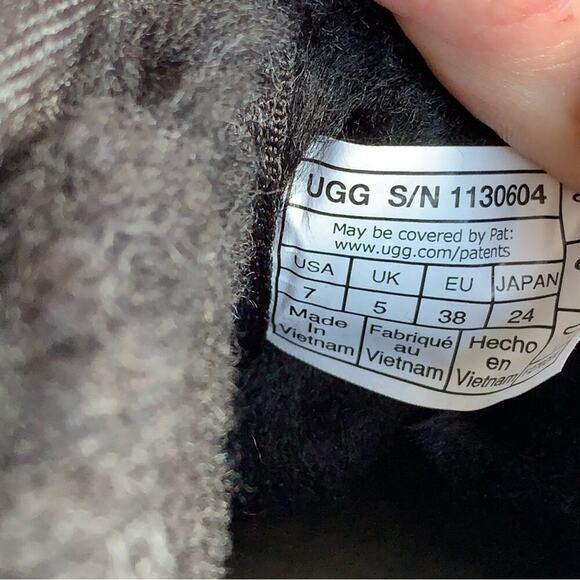 UGG S/N 1130604
May be covered by Pat:
www.ugg.com/patents
USA UK EU JAPAN
7 5 38 24
Made In Vietnam
Fabriqué au Vietnam
Hecho en Vietnam